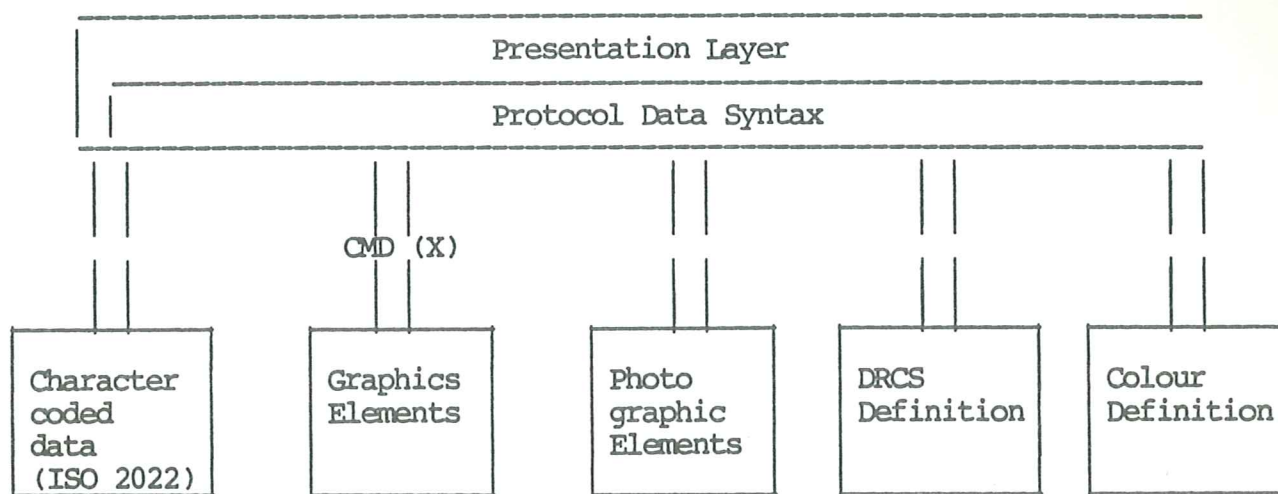 Presentation Layer
Protocol Data Syntax
CMD (X)
Character
coded
data
(ISO 2022)
Graphics
Elements
Photo
graphic
Elements
DRCS
Definition
Colour
Definition